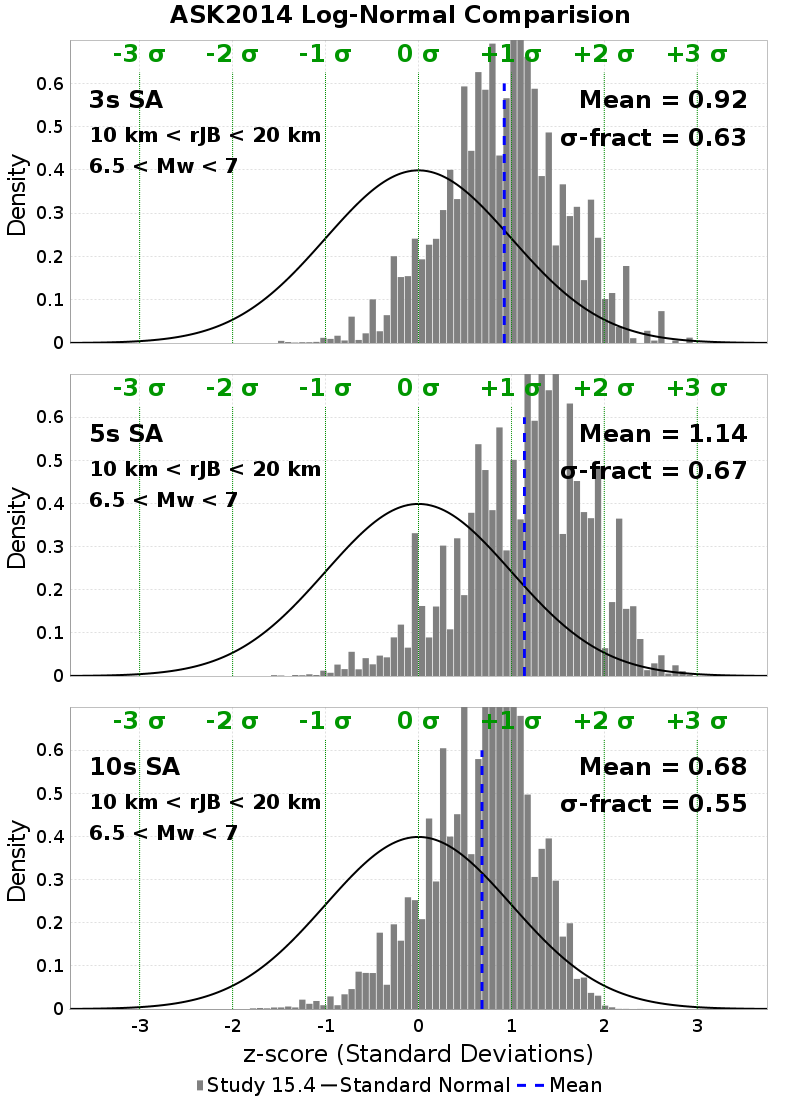 ASK2014 Log-Normal Comparision
-3 σ -2 σ -1 σ 0 σ +1 σ +2 σ +3 σ
3s SA
Mean = 0.92
10 km < rJB < 20 km
σ-fract = 0.63
6.5 < Mw < 7
Density
0.6
0.5
0.4
0.3
0.2
0.1
0
-3 σ -2 σ -1 σ 0 σ +1 σ +2 σ +3 σ
5s SA
Mean = 1.14
10 km < rJB < 20 km
σ-fract = 0.67
6.5 < Mw < 7
Density
0.6
0.5
0.4
0.3
0.2
0.1
0
-3 σ -2 σ -1 σ 0 σ +1 σ +2 σ +3 σ
10s SA
Mean = 0.68
10 km < rJB < 20 km
σ-fract = 0.55
6.5 < Mw < 7
Density
0.6
0.5
0.4
0.3
0.2
0.1
0
-3 -2 -1 0 1 2 3
z-score (Standard Deviations)
Study 15.4 Standard Normal Mean